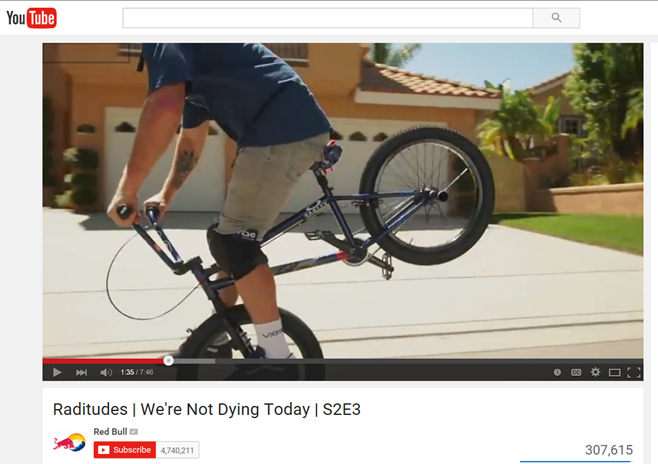 YouTube
1:35 / 7:46
Raditudes | We're Not Dying Today | S2E3
Red Bull
Subscribe 4,740,211
307,615